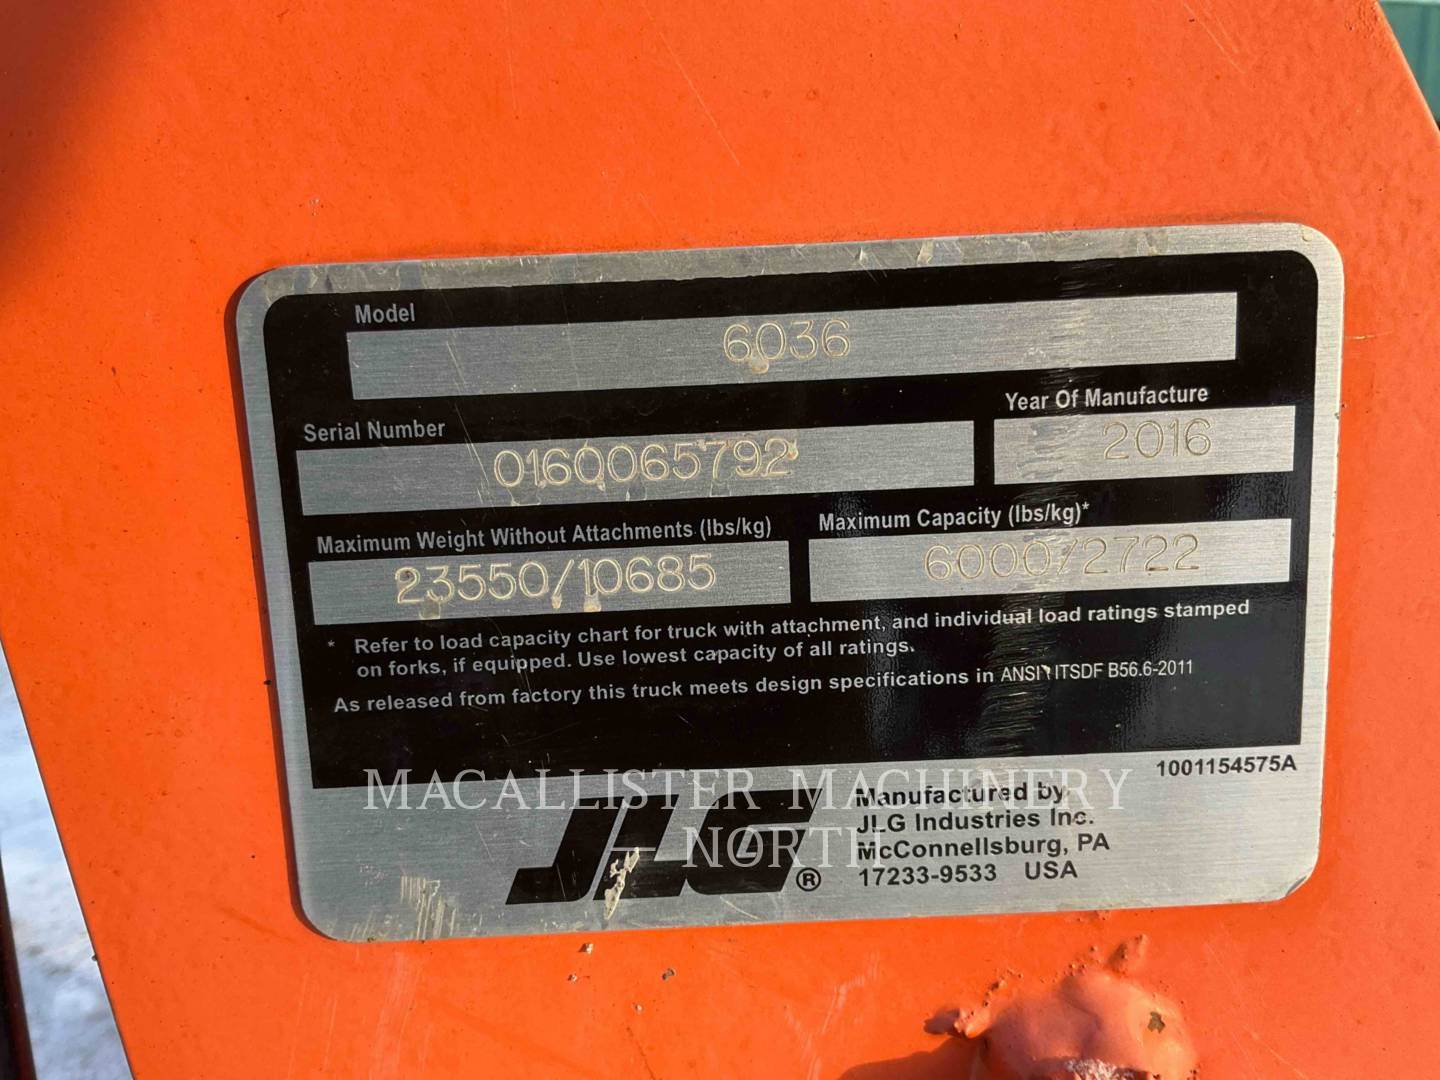 Model
6036
Serial Number
Year Of Manufacture
0160065792
2016
Maximum Weight Without Attachments (lbs/kg)
Maximum Capacity (lbs/kg)*
23550/10685
6000/2722
* Refer to load capacity chart for truck with attachment, and individual load ratings stamped
on forks, if equipped. Use lowest capacity of all ratings.
As released from factory this truck meets design specifications in ANSI/ITSDF B56.6-2011
1001154575A
MACALLISTER MACHINERY
— NORTH
JLG®
Manufactured by
JLG Industries Inc.
McConnellsburg, PA
17233-9533 USA